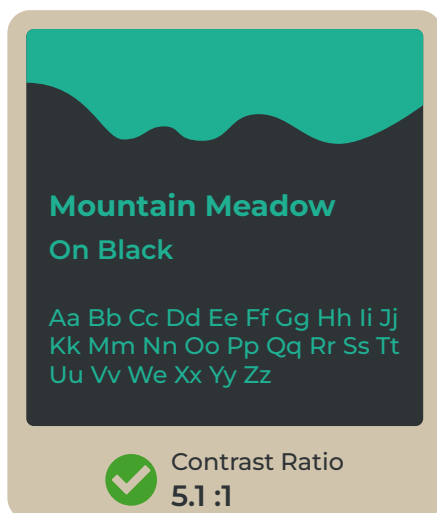 Mountain Meadow
On Black
Aa Bb Cc Dd Ee Ff Gg Hh Ii Jj
Kk Mm Nn Oo Pp Qq Rr Ss Tt
Uu Vv We Xx Yy Zz
Contrast Ratio
5.1 :1